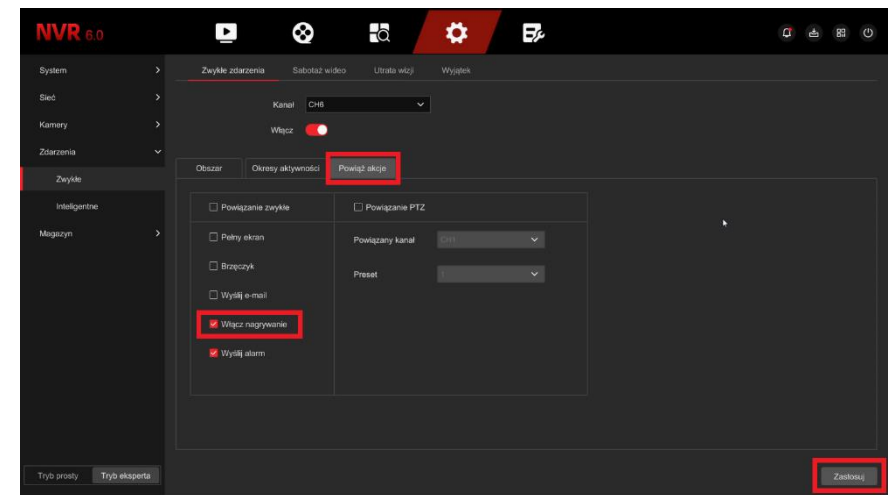 NVR 6.0
System
Sieć
Kamery
Zdarzenia
Zwykłe
Inteligentne
Magazyn
Tryb prosty
Tryb eksperta
Zwykłe zdarzenia
Sabotaż wideo
Utrata wizji
Wyjątek
Kanał
CH6
Włącz
Obszar
Okresy aktywności
Powiąż akcje
Powiązanie zwykłe
Powiązanie PTZ
Pełny ekran
Powiązany kanał
CH1
Brzęczyk
Preset
1
Wyślij e-mail
Włącz nagrywanie
Wyślij alarm
Zastosuj